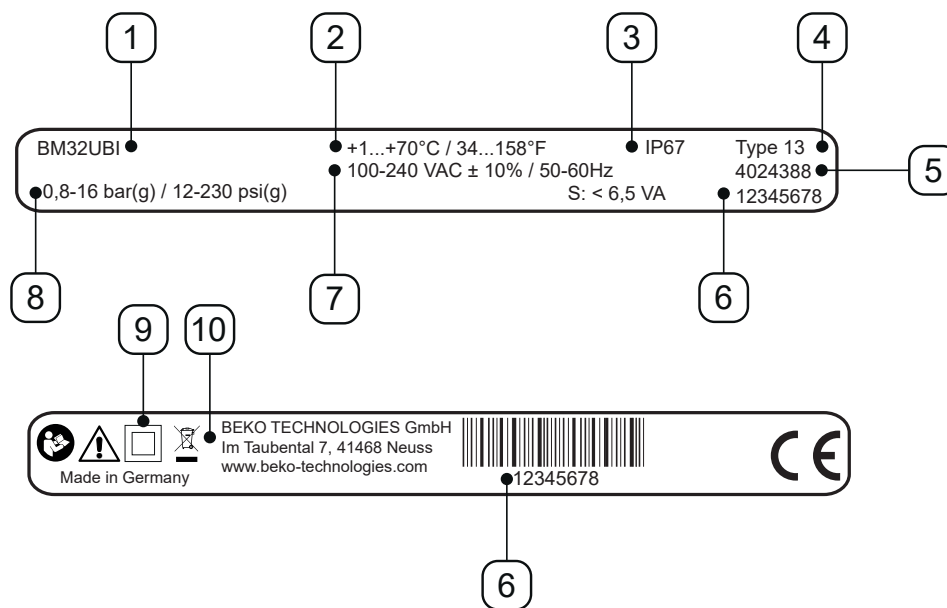 1 2 3 4
BM32UBI +1...+70°C / 34...158°F IP67 Type 13
100-240 VAC ± 10% / 50-60Hz 4024388 5
0,8-16 bar(g) / 12-230 psi(g) S: < 6,5 VA 12345678
8 7 6
9 10
BEKO TECHNOLOGIES GmbH
Im Taubental 7, 41468 Neuss
www.beko-technologies.com
Made in Germany 12345678
CE
6